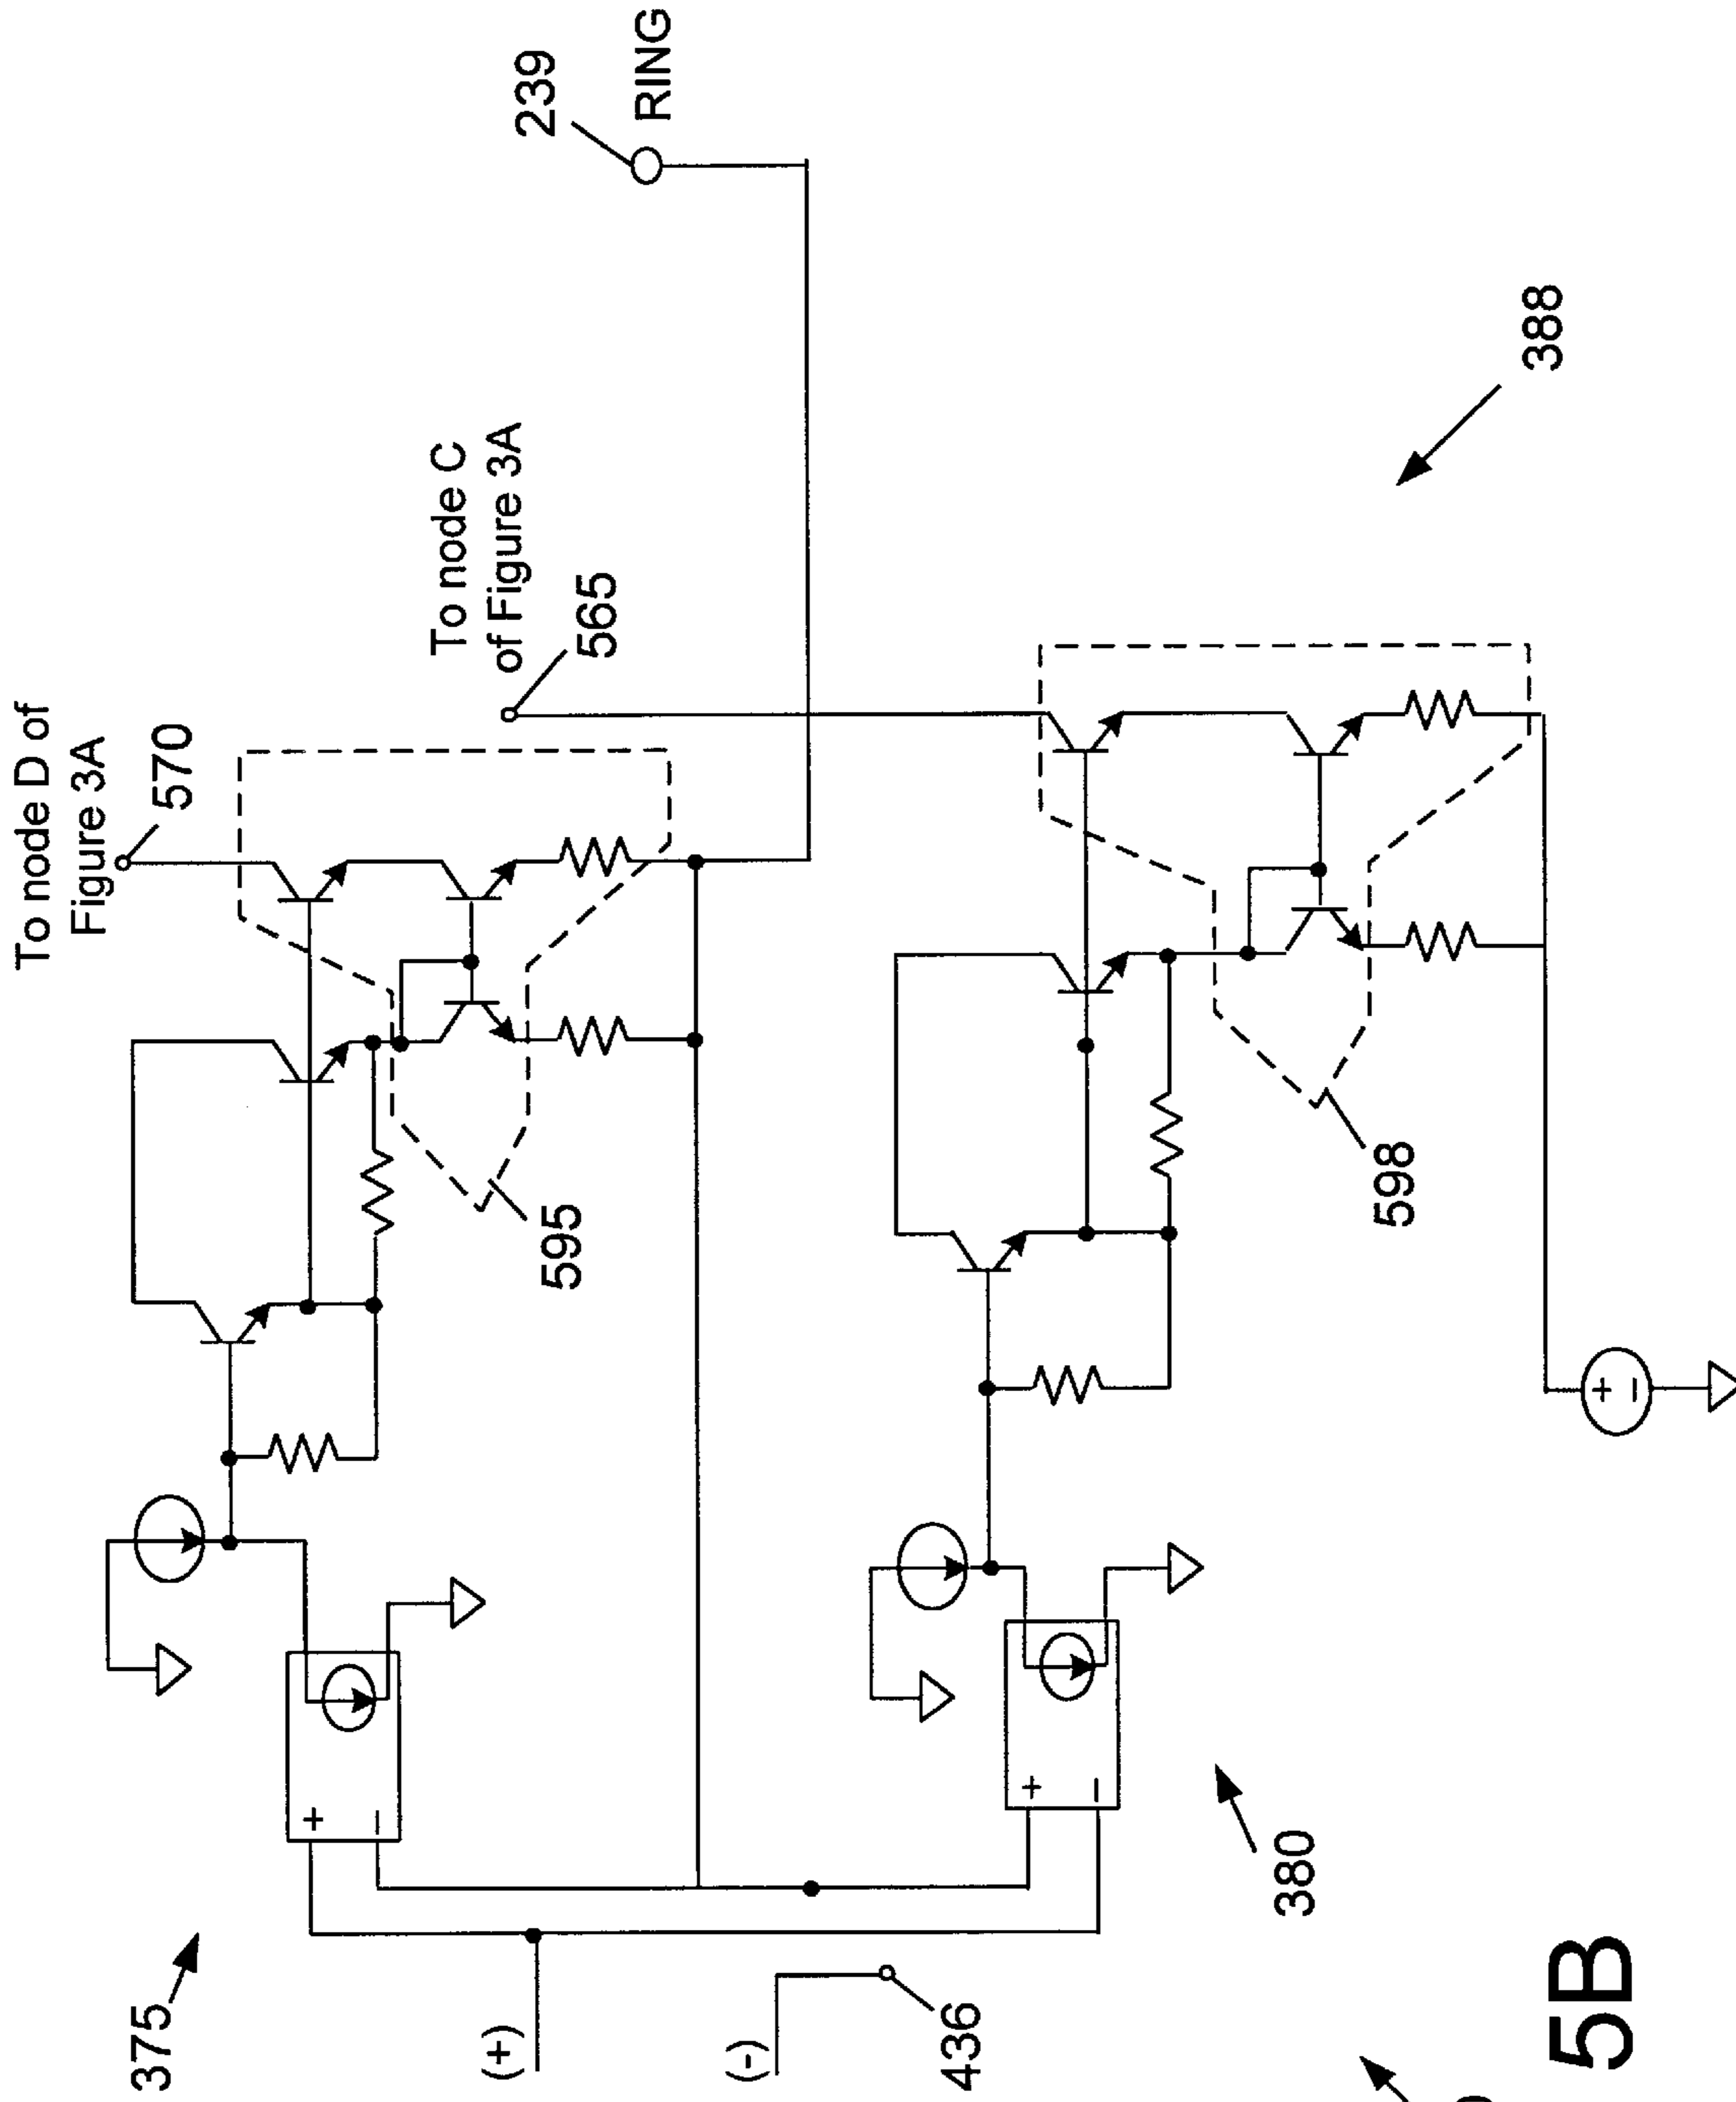 To node D of
Figure 3A
570
239
RING
To node C
of Figure 3A
565
375
+
−
595
(+)
(-)
436
+
−
380
598
388
+
−
5B